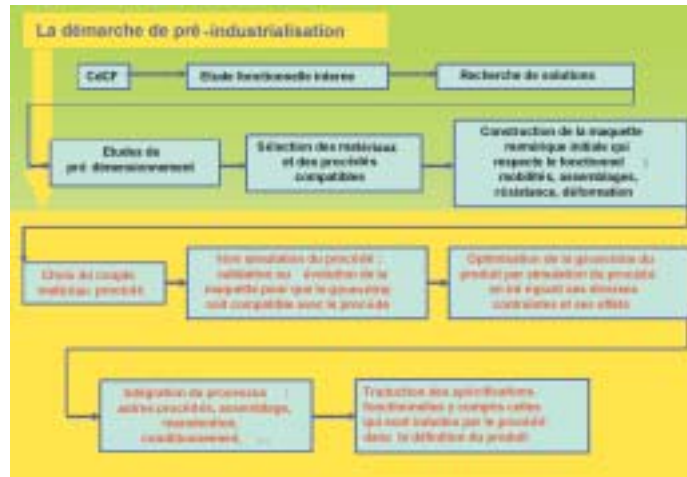 La démarche de pré-industrialisation
CdCF
Etude fonctionnelle interne
Recherche de solutions
Etudes de
pré dimensionnement
Sélection des matériaux
et des procédés
compatibles
Construction de la maquette
numérique initiale qui
respecte le fonctionnel :
mobilités, assemblages,
résistance, déformation
Choix du couple
matériau procédé
simulation du procédé :
validation ou évolution de la
maquette pour que la géométrie
soit compatible avec le procédé
Optimisation de la géométrie du
produit par simulation du procédé
en intégrant ses diverses
contraintes et ses effets
Intégration du processus :
autres procédés, assemblage,
manutention,
conditionnement, ...
Traduction des spécifications
fonctionnelles y compris celles
qui sont induites par le procédé
dans la définition du produit